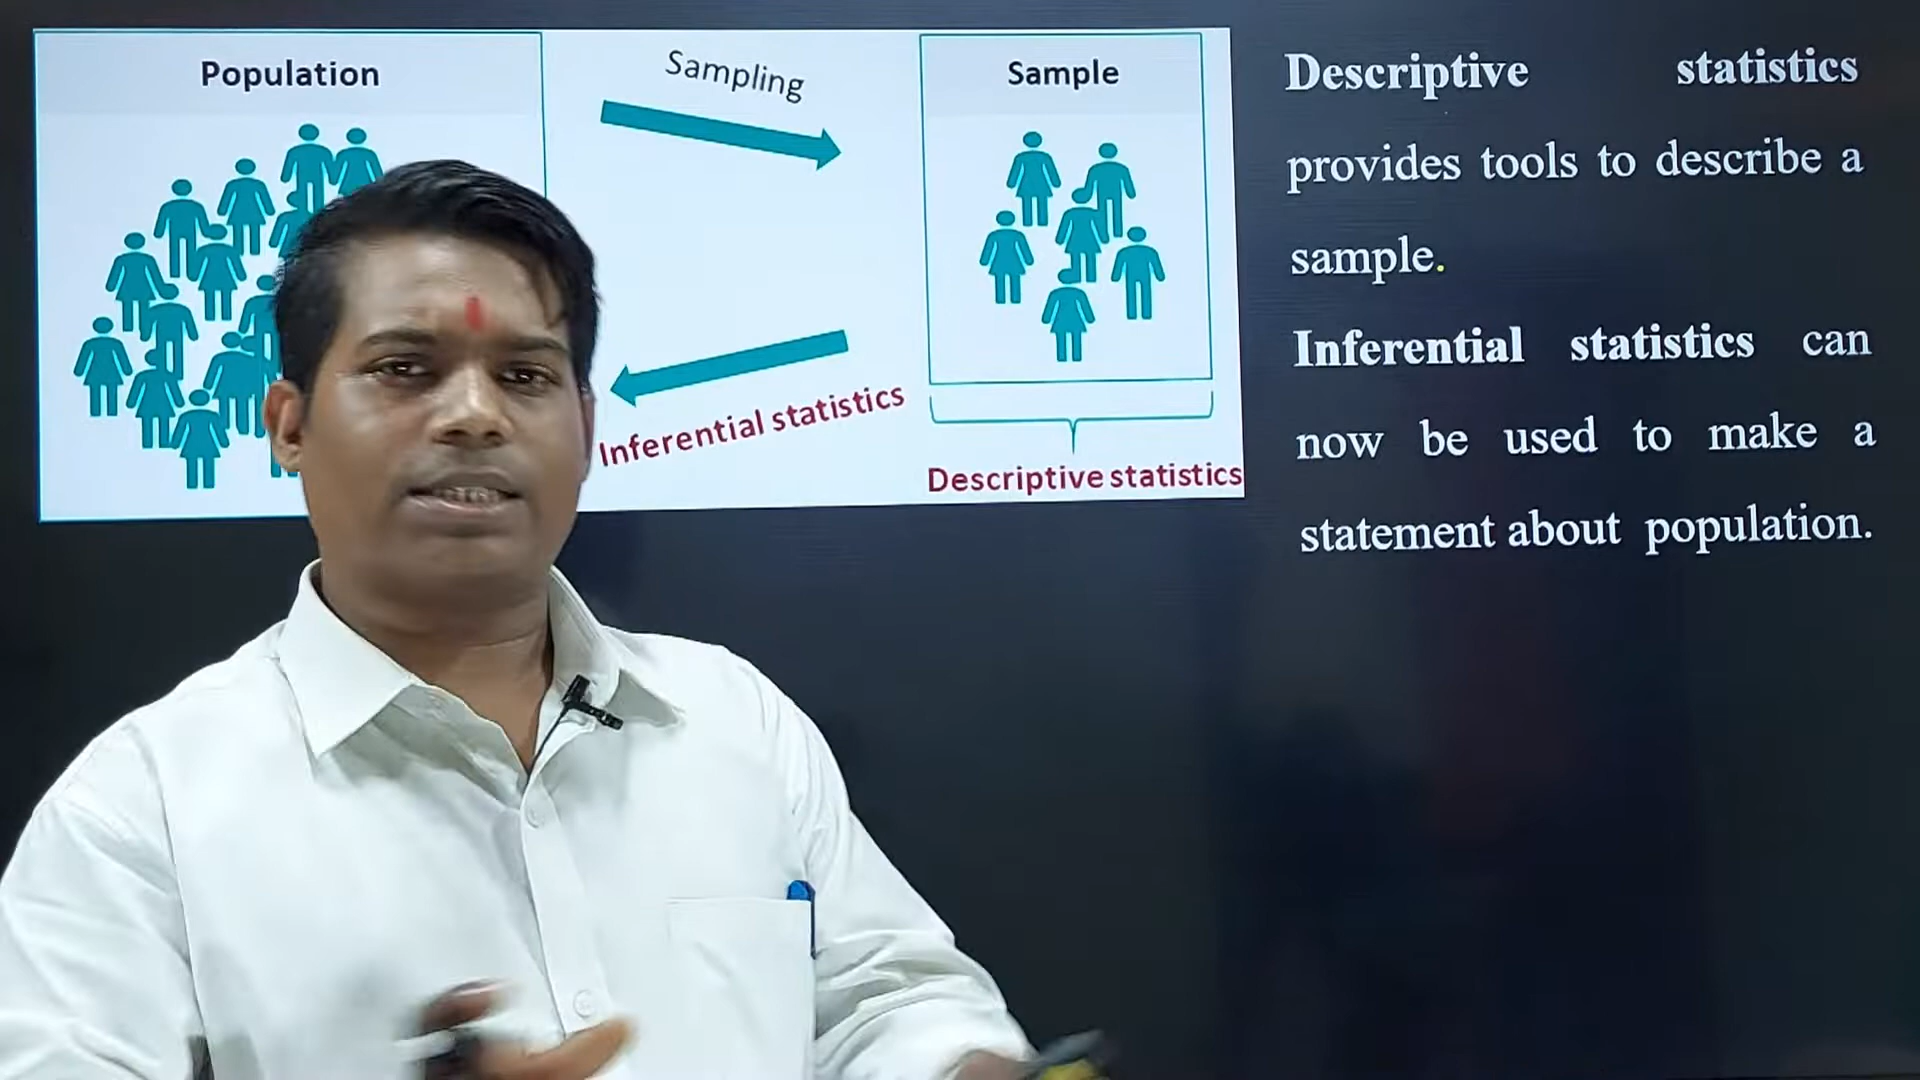 Population
Sampling
Sample
Inferential statistics
Descriptive statistics
Descriptive statistics
provides tools to describe a
sample.
Inferential statistics can
now be used to make a
statement about population.